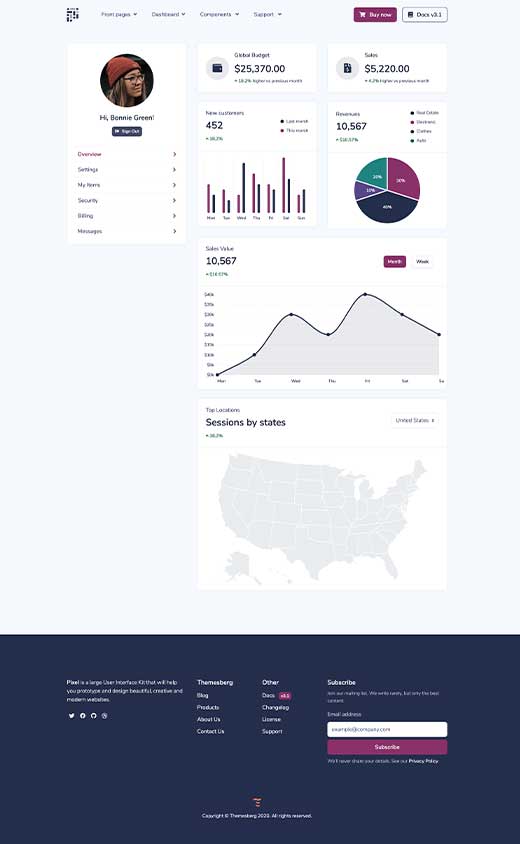 Front pages
Dashboard
Components
Support
Buy now
Docs v3.1
Hi, Bonnie Green!
Sign Out
Overview
Settings
My Items
Security
Billing
Messages
Global Budget
$25,370.00
18.2% higher vs previous month
Sales
$5,220.00
4.2% higher vs previous month
New customers
452
18.2%
Last month
This month
Mon Tue Wed Thu Fri Sat Sun
Revenues
10,567
$10.57%
Real Estate
Electronic
Clothes
Auto
20%
30%
10%
40%
Sales Value
10,567
$10.57%
Month
Week
$40k
$35k
$30k
$25k
$20k
$15k
$10k
$5k
$0k
Mon Tue Wed Thu Fri Sat Su
Top Locations
Sessions by states
18.2%
United States
Pixel is a large User Interface Kit that will help
you prototype and design beautiful, creative and
modern websites.
Themesberg
Blog
Products
About Us
Contact Us
Other
Docs v3.1
Changelog
License
Support
Subscribe
Join our mailing list. We write rarely, but only the best
content.
Email address
example@company.com
Subscribe
We'll never share your details. See our Privacy Policy
Copyright © Themesberg 2020. All rights reserved.